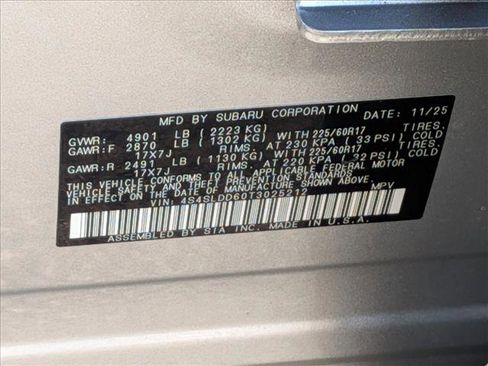 MFD BY SUBARU CORPORATION DATE: 11/25
GVWR: 4901 LB ( 2223 KG)
GAWR:F 2870 LB ( 1302 KG) WITH 225/60R17 TIRES.
17X7J RIMS. AT 230 KPA ( 33 PSI) COLD
GAWR:R 2491 LB ( 1130 KG) WITH 225/60R17 TIRES.
17X7J RIMS. AT 220 KPA ( 32 PSI) COLD
THIS VEHICLE CONFORMS TO ALL APPLICABLE FEDERAL MOTOR
VEHICLE SAFETY AND THEFT PREVENTION STANDARDS
IN EFFECT ON THE DATE OF MANUFACTURE SHOWN ABOVE.
VIN: 4S4SLDD60T3025212 MPV
ASSEMBLED BY SIA INC. MADE IN U.S.A.